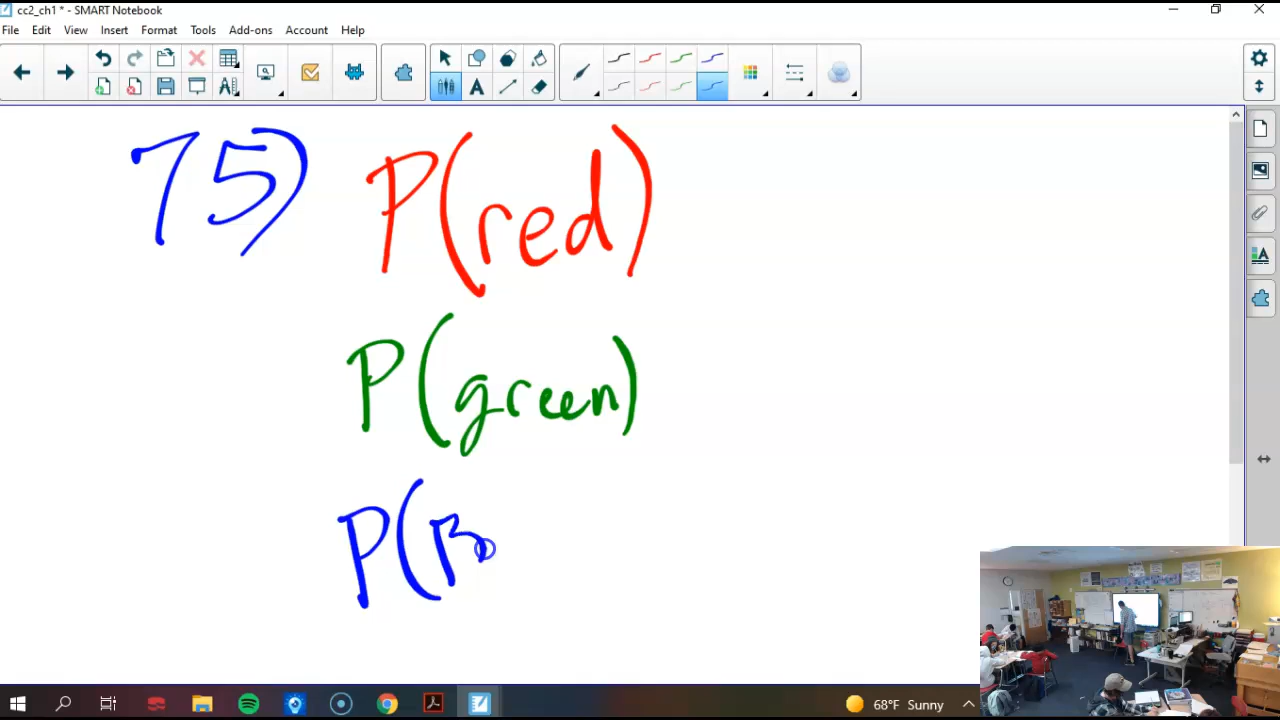 cc2_ch1 * - SMART Notebook
File Edit View Insert Format Tools Add-ons Account Help
75) P(red)
P(green)
P(B
68°F Sunny